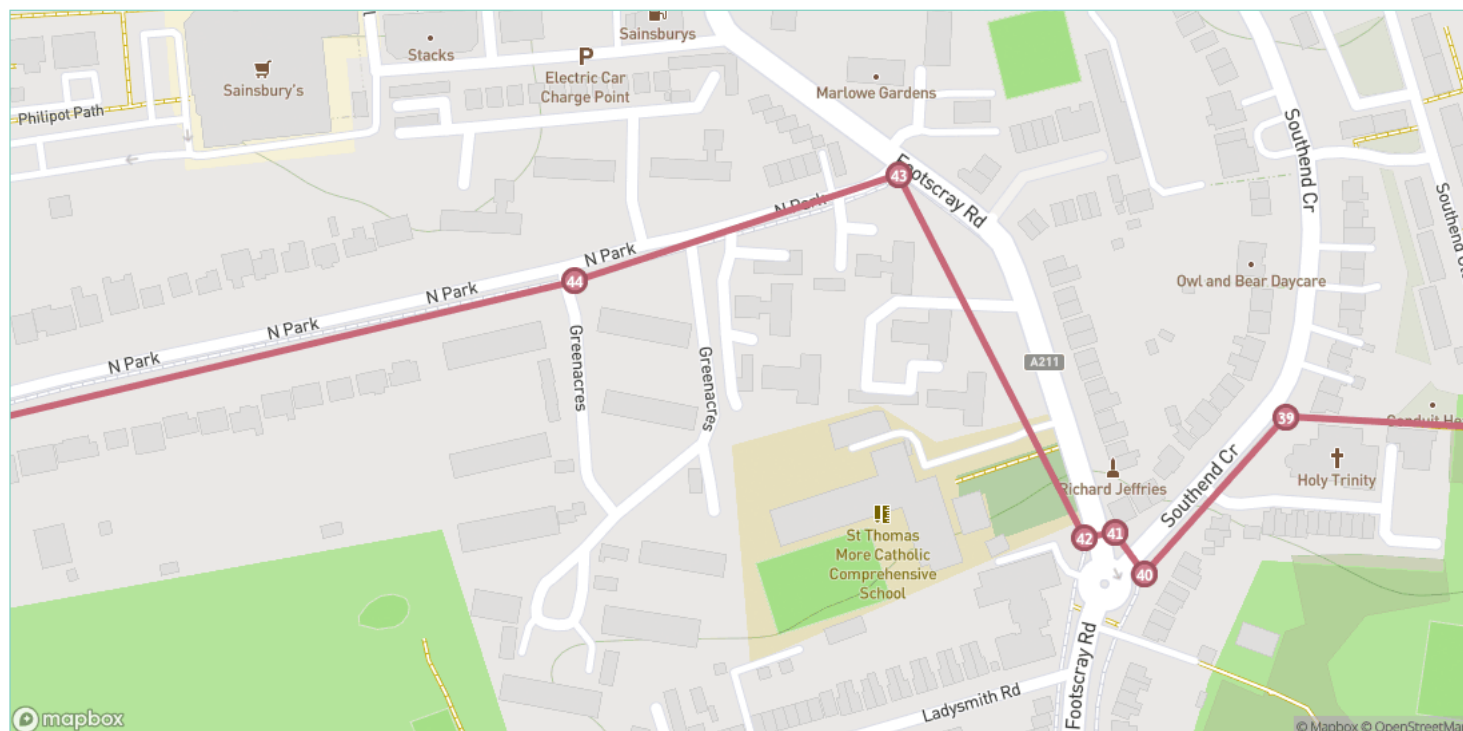 Sainsburys
Stacks
P
Electric Car
Charge Point
Sainsbury's
Marlowe Gardens
Philipot Path
Southend Cr
Footscray Rd
43
N Park
N Park
44
N Park
N Park
N Park
Owl and Bear Daycare
Greenacres
Greenacres
A211
39
Holy Trinity
Southend Cr
Richard Jeffries
St Thomas
More Catholic
Comprehensive
School
42
41
40
Footscray Rd
Ladysmith Rd
mapbox
© Mapbox © OpenStreetMa